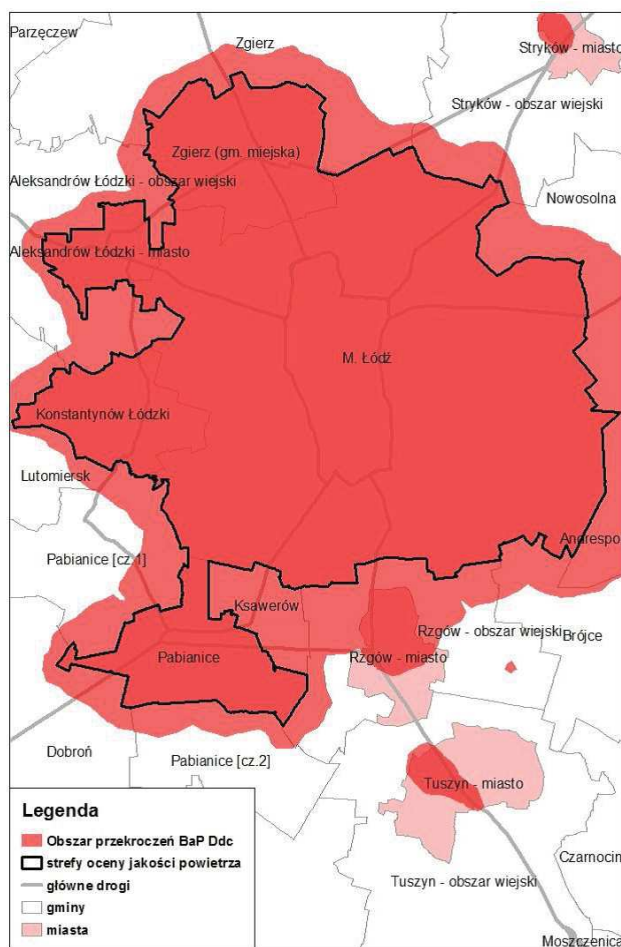 Parzęczew
Zgierz
Stryków - miasto
Stryków - obszar wiejski
Zgierz (gm. miejska)
Aleksandrów Łódzki - obszar wiejski
Nowosolna
Aleksandrów Łódzki - miasto
M. Łódź
Konstantynów Łódzki
Lutomiersk
Andrespo
Pabianice [cz.1]
Ksawerów
Rzgów - obszar wiejski
Brójce
Pabianice
Rzgów - miasto
Dobroń
Pabianice [cz.2]
Tuszyn - miasto
Legenda
Obszar przekroczeń BaP Ddc
strefy oceny jakości powietrza
główne drogi
gminy
miasta
Czarnocin
Tuszyn - obszar wiejski
Moszczenica